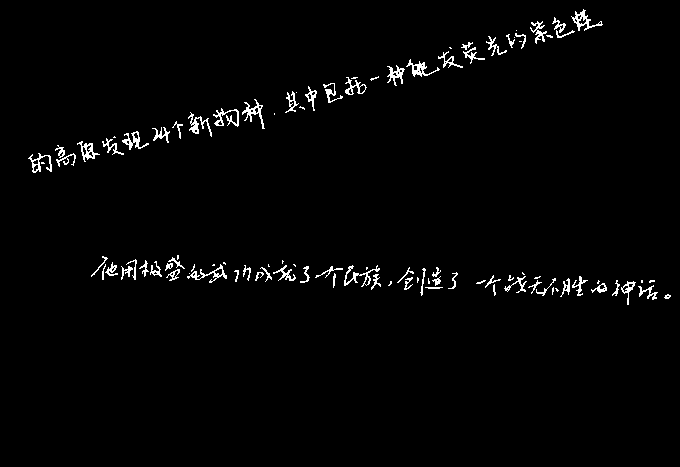 的高原发现24个新物种,其中包括一种能发荧光的紫色蛙。
他用极盛的武功成就了一个民族,创造了一个战无不胜的神话。